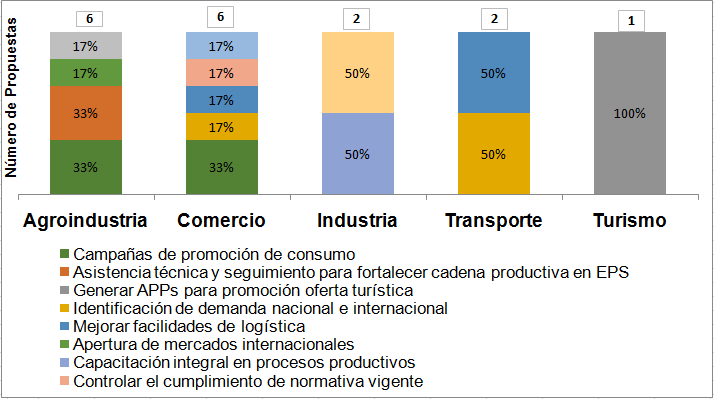 6 6 2 2 1
Número de Propuestas
17% 17%
17% 17% 50% 50%
33% 17% 100%
17% 50% 50%
33% 33%
Agroindustria Comercio Industria Transporte Turismo
Campañas de promoción de consumo
Asistencia técnica y seguimiento para fortalecer cadena productiva en EPS
Generar APPs para promoción oferta turística
Identificación de demanda nacional e internacional
Mejorar facilidades de logística
Apertura de mercados internacionales
Capacitación integral en procesos productivos
Controlar el cumplimiento de normativa vigente